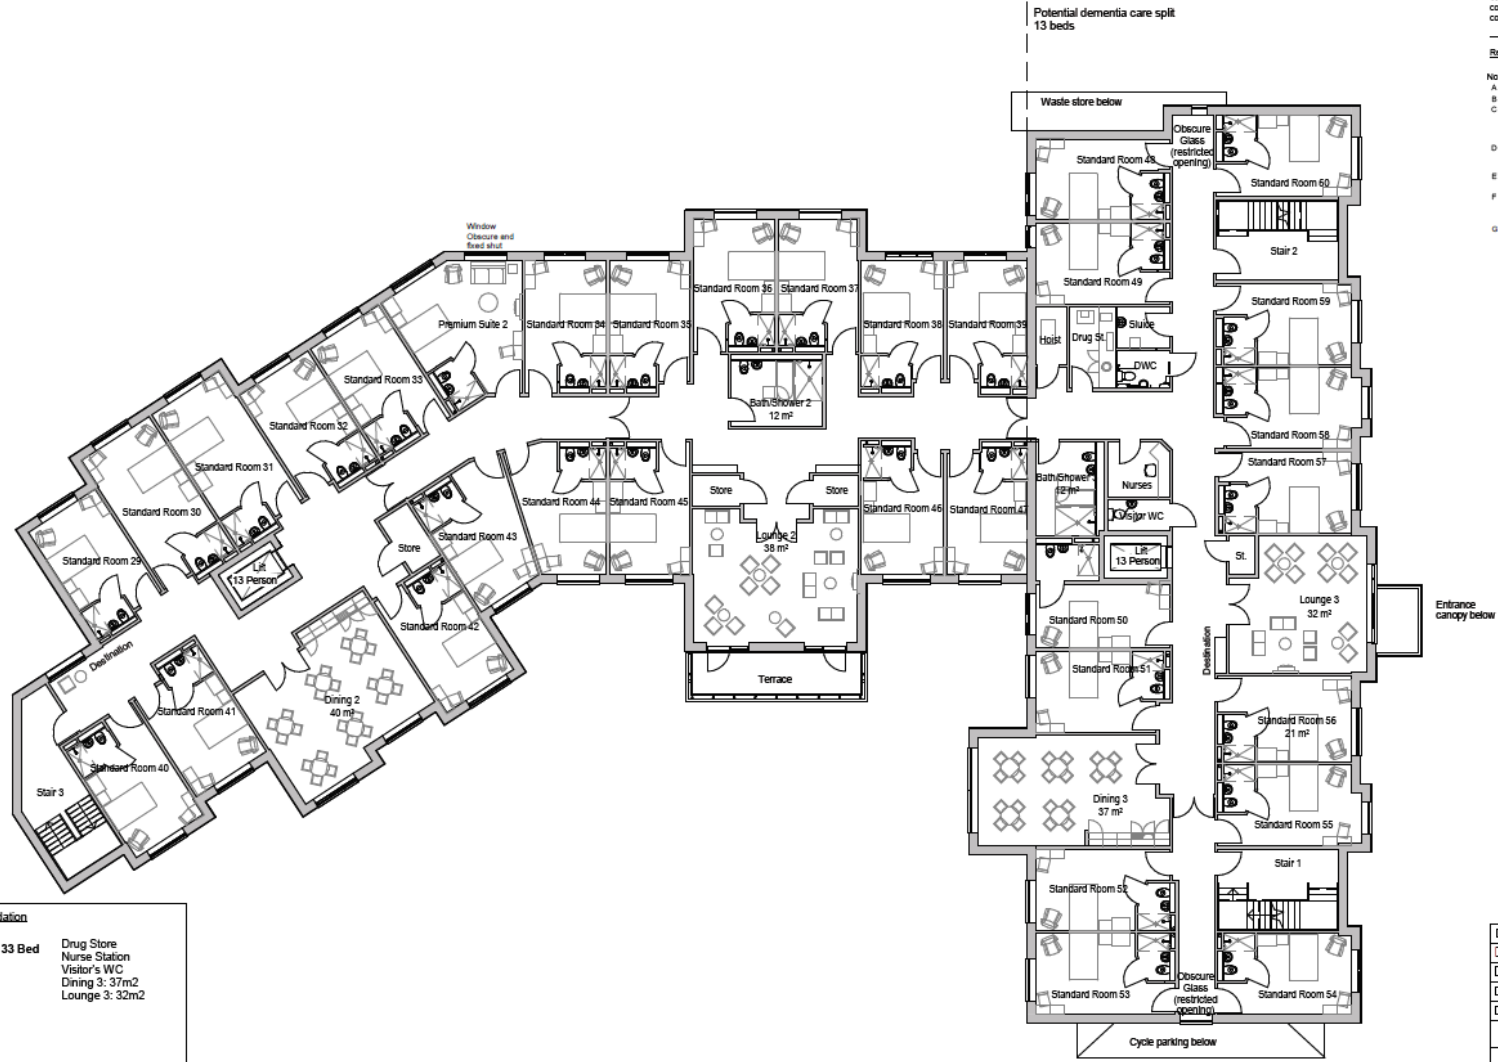 Potential dementia care split
13 beds
Waste store below
Obscure
Glass
(restricted
opening)
Standard Room 48
Standard Room 60
Window
Obscure and
fixed shut
Stair 2
Standard Room 49
Standard Room 59
Standard Room 36
Standard Room 37
Premium Suite 2
Standard Room 34
Standard Room 35
Standard Room 38
Standard Room 39
Hoist
Drug St.
Sluice
DWC
Standard Room 33
Bath/Shower 2
12 m²
Standard Room 32
Standard Room 58
Standard Room 31
Standard Room 57
Standard Room 30
Standard Room 44
Standard Room 45
Store
Store
Standard Room 46
Standard Room 47
Bath/Shower
12 m²
Nurses
Visitor WC
Standard Room 43
Lounge 2
38 m²
Store
Standard Room 29
Lift
13 Person
Lift
13 Person
St.
Lounge 3
32 m²
Entrance
canopy below
Standard Room 42
Standard Room 50
Destination
Destination
Standard Room 51
Terrace
Standard Room 41
Dining 2
40 m²
Standard Room 56
21 m²
Standard Room 40
Stair 3
Dining 3
37 m²
Standard Room 55
Stair 1
Standard Room 52
Standard Room 53
Obscure
Glass
(restricted
opening)
Standard Room 54
Cycle parking below
33 Bed
Drug Store
Nurse Station
Visitor's WC
Dining 3: 37m2
Lounge 3: 32m2
A
B
C
D
E
F
G